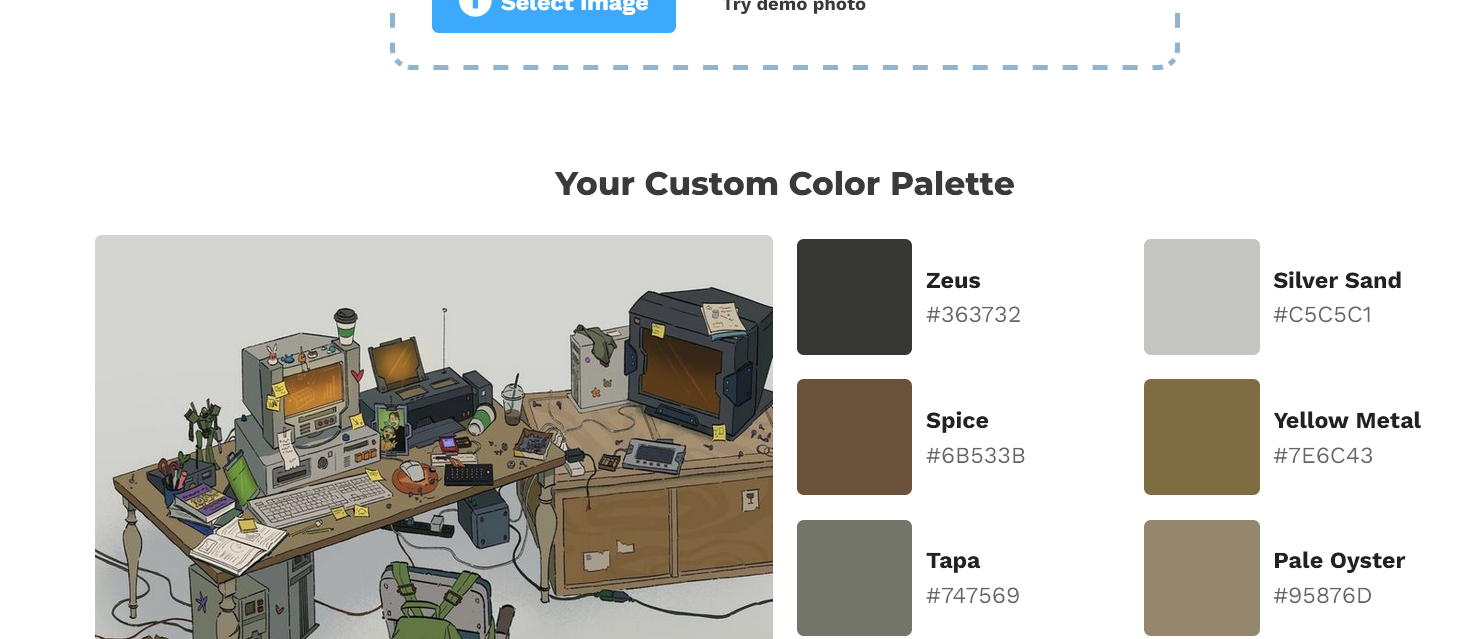 Select Image
Try demo photo
Your Custom Color Palette
Zeus
#363732
Silver Sand
#C5C5C1
Spice
#6B533B
Yellow Metal
#7E6C43
Tapa
#747569
Pale Oyster
#95876D